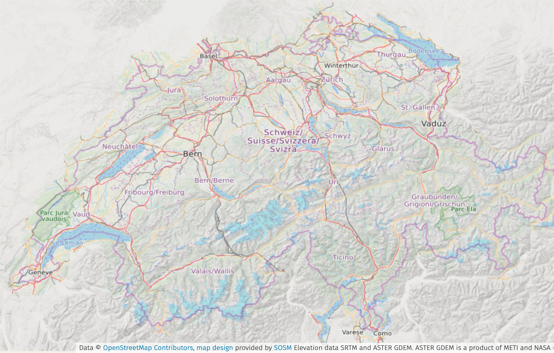 Bodensee
Thurgau
Basel
Winterthur
Aargau
Zürich
Jura
Solothurn
St. Gallen
Vaduz
Schweiz/
Suisse/Svizzera/
Svizra
Schwyz
Neuchâtel
Glarus
Bern
Bern/Berne
Uri
Fribourg/Freiburg
Graubünden/
Grigioni/Grischun
Parc Ela
Parc Jura
vaudois
Vaud
Ticino
Valais/Wallis
Genève
Varese
Como
Data © OpenStreetMap Contributors, map design provided by SOSM Elevation data SRTM and ASTER GDEM. ASTER GDEM is a product of METI and NASA